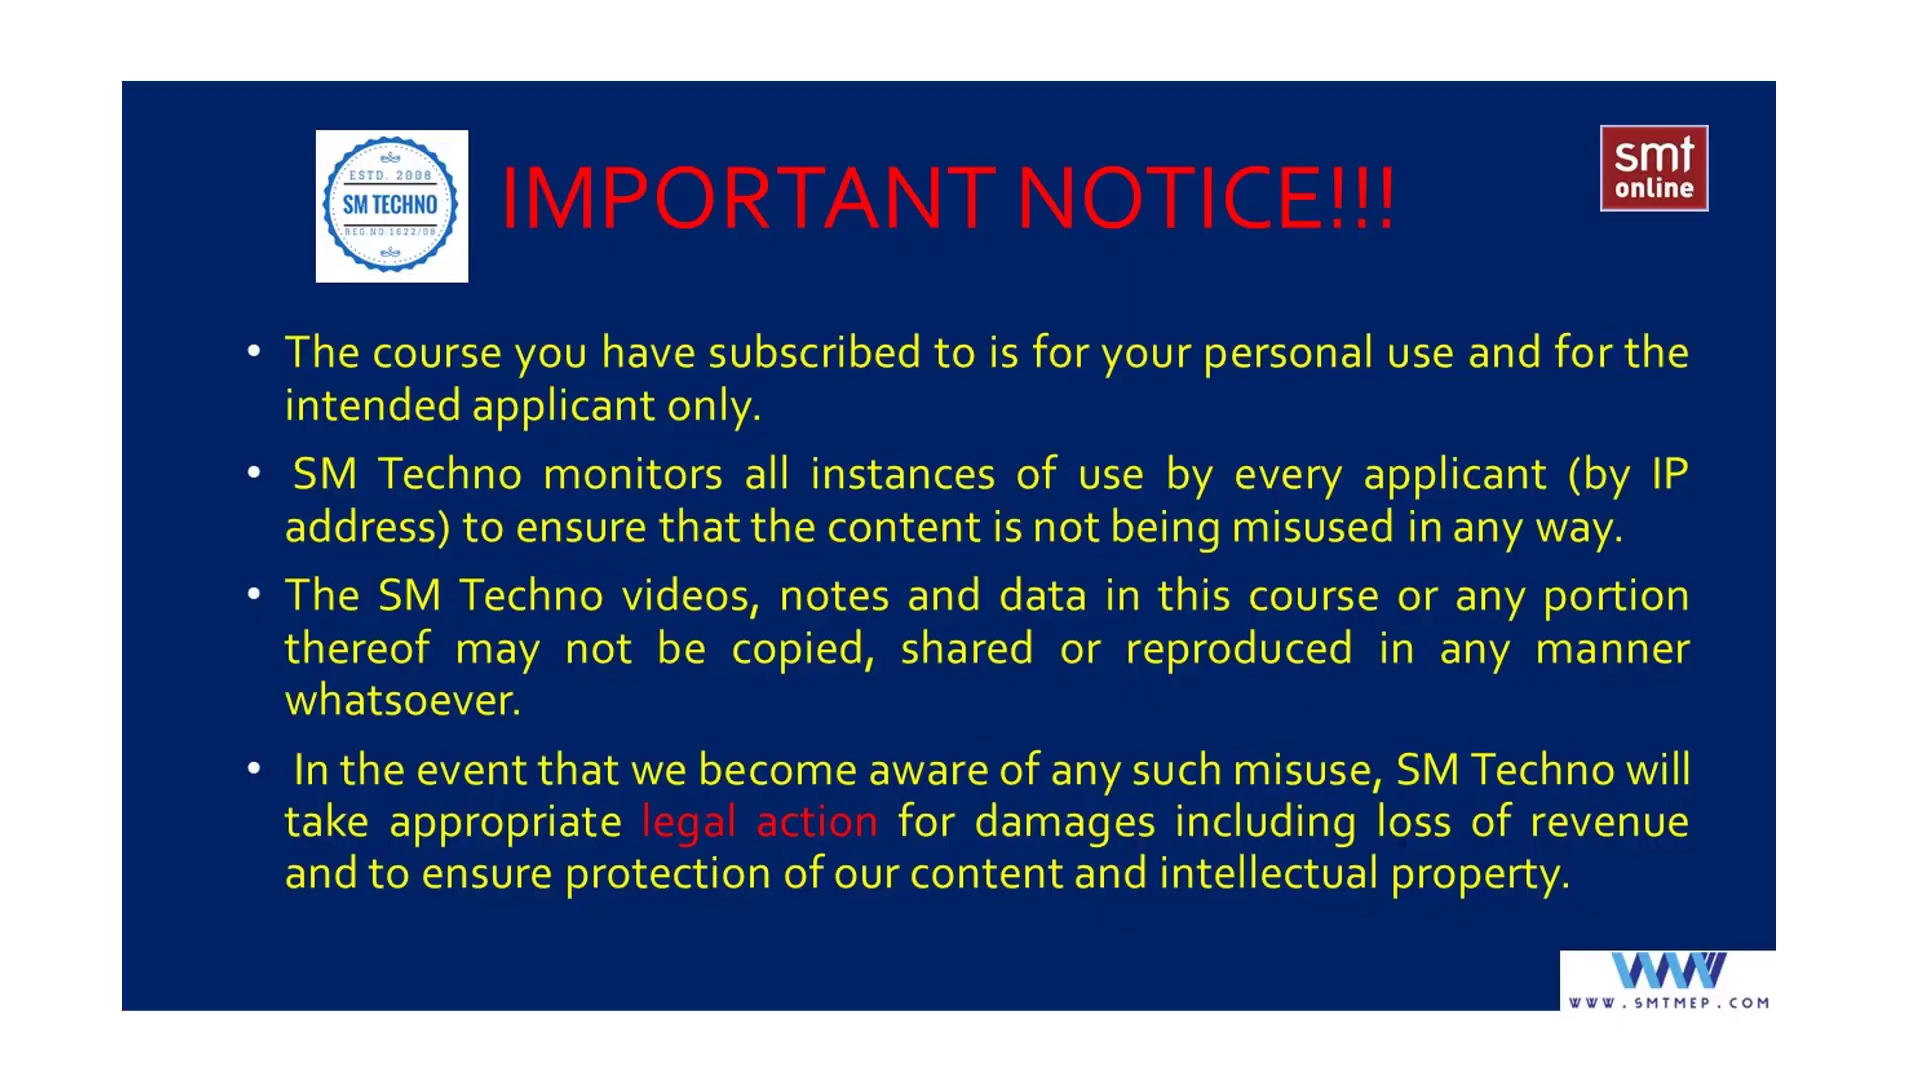 ESTD. 2008
SM TECHNO
REG.NO.1622/08
IMPORTANT NOTICE!!!
smt
online
• The course you have subscribed to is for your personal use and for the
intended applicant only.
• SM Techno monitors all instances of use by every applicant (by IP
address) to ensure that the content is not being misused in any way.
• The SM Techno videos, notes and data in this course or any portion
thereof may not be copied, shared or reproduced in any manner
whatsoever.
• In the event that we become aware of any such misuse, SM Techno will
take appropriate legal action for damages including loss of revenue
and to ensure protection of our content and intellectual property.
WWW.SMTMEP.COM